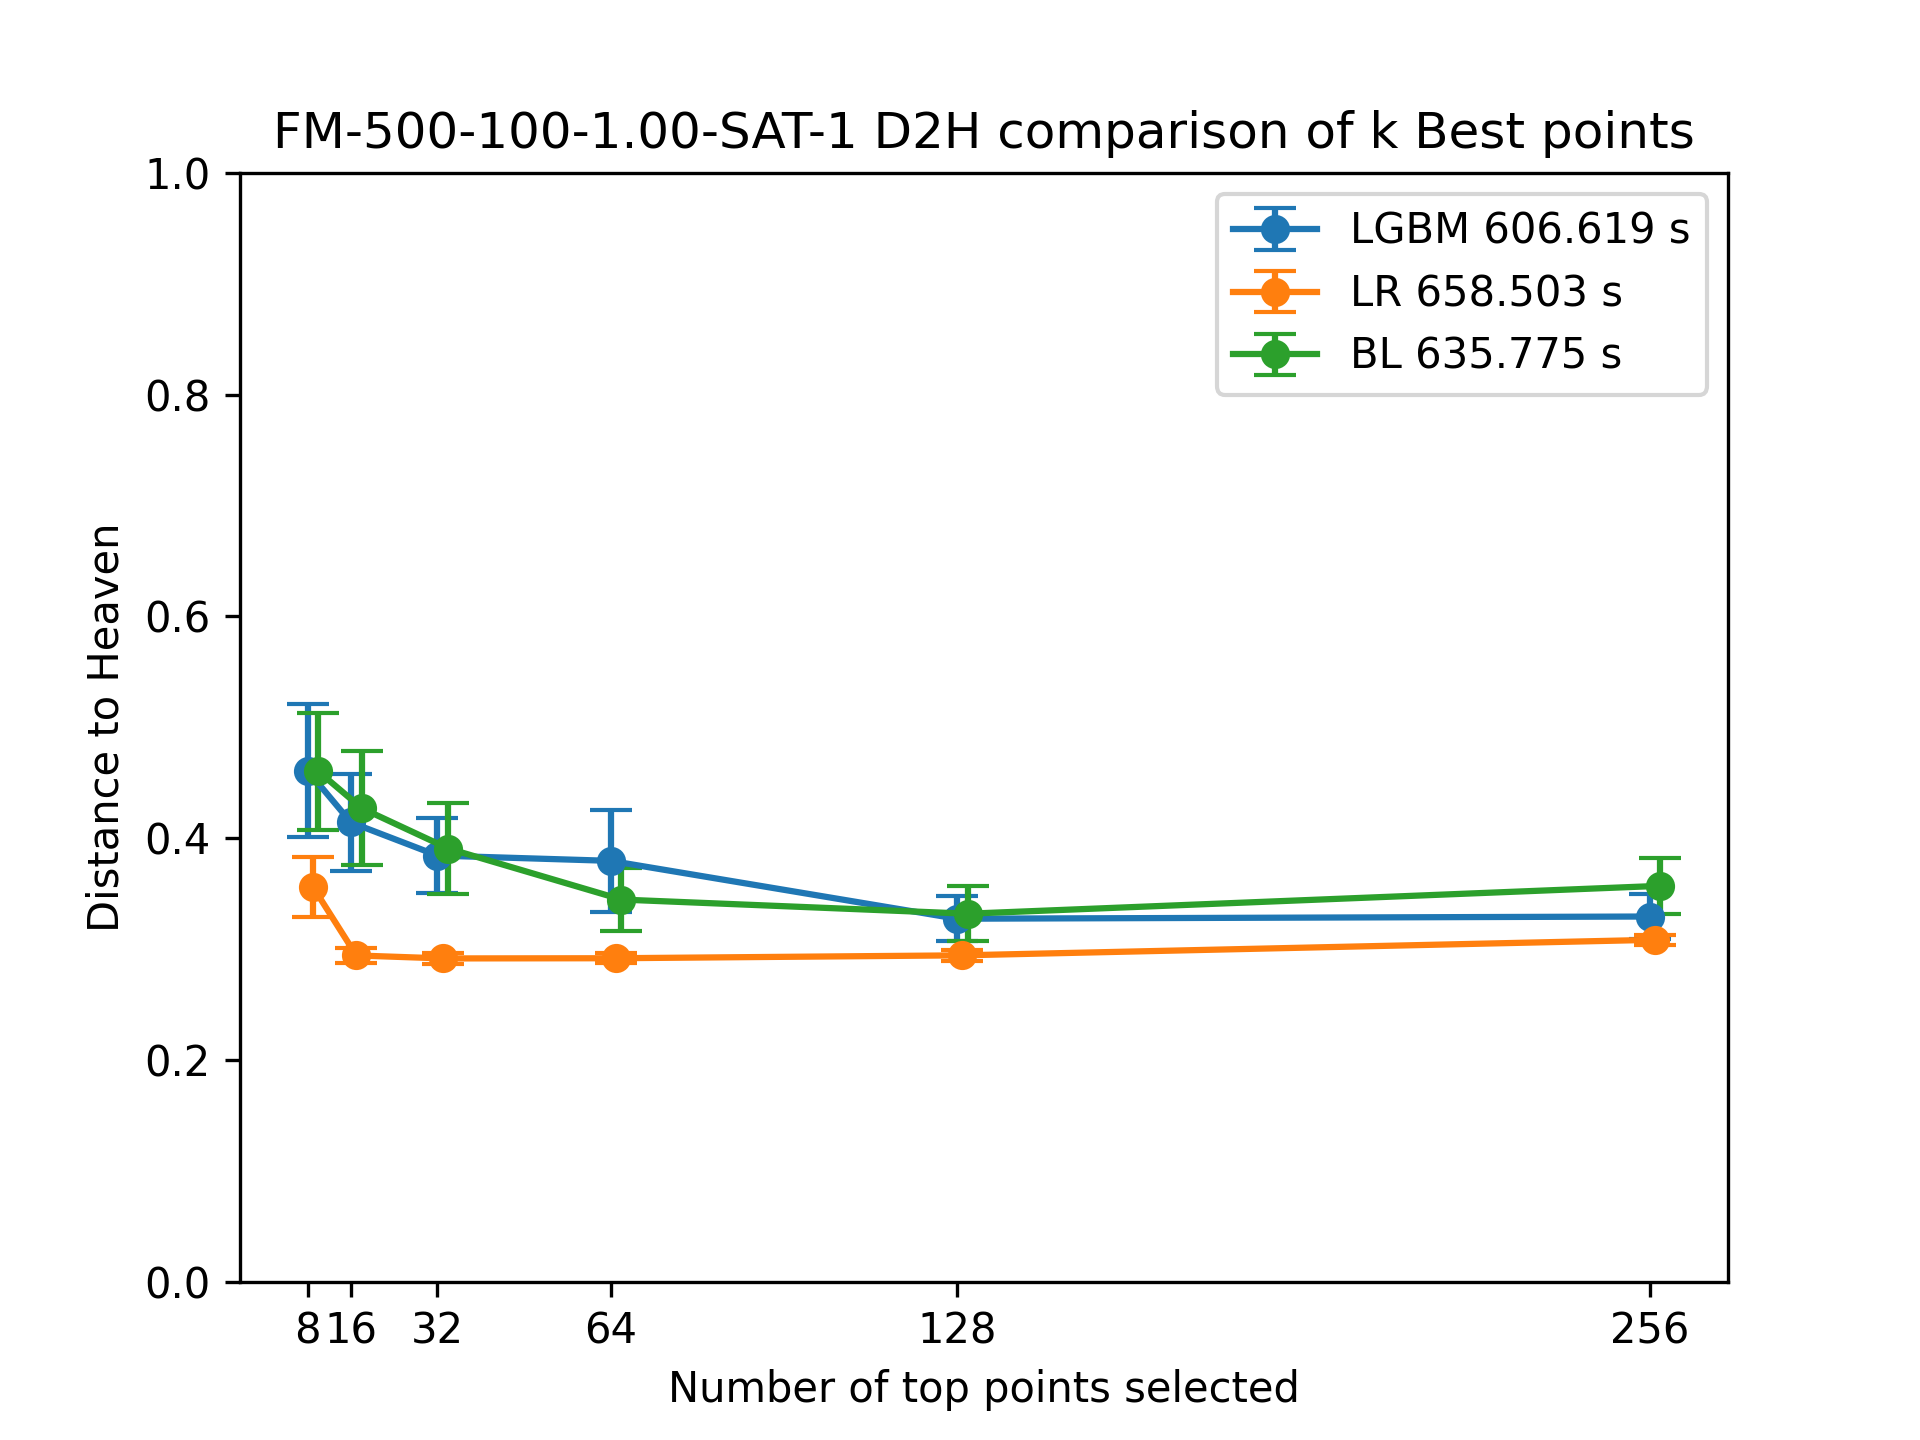 FM-500-100-1.00-SAT-1 D2H comparison of k Best points
LGBM 606.619 s
LR 658.503 s
BL 635.775 s
Distance to Heaven
1.0
0.8
0.6
0.4
0.2
0.0
8 16 32 64 128 256
Number of top points selected